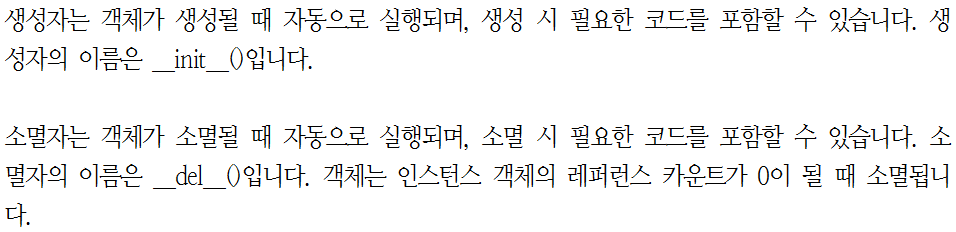 생성자는 객체가 생성될 때 자동으로 실행되며, 생성 시 필요한 코드를 포함할 수 있습니다. 생
성자의 이름은 __init__()입니다.
소멸자는 객체가 소멸될 때 자동으로 실행되며, 소멸 시 필요한 코드를 포함할 수 있습니다. 소
멸자의 이름은 __del__()입니다. 객체는 인스턴스 객체의 레퍼런스 카운트가 0이 될 때 소멸됩니
다.